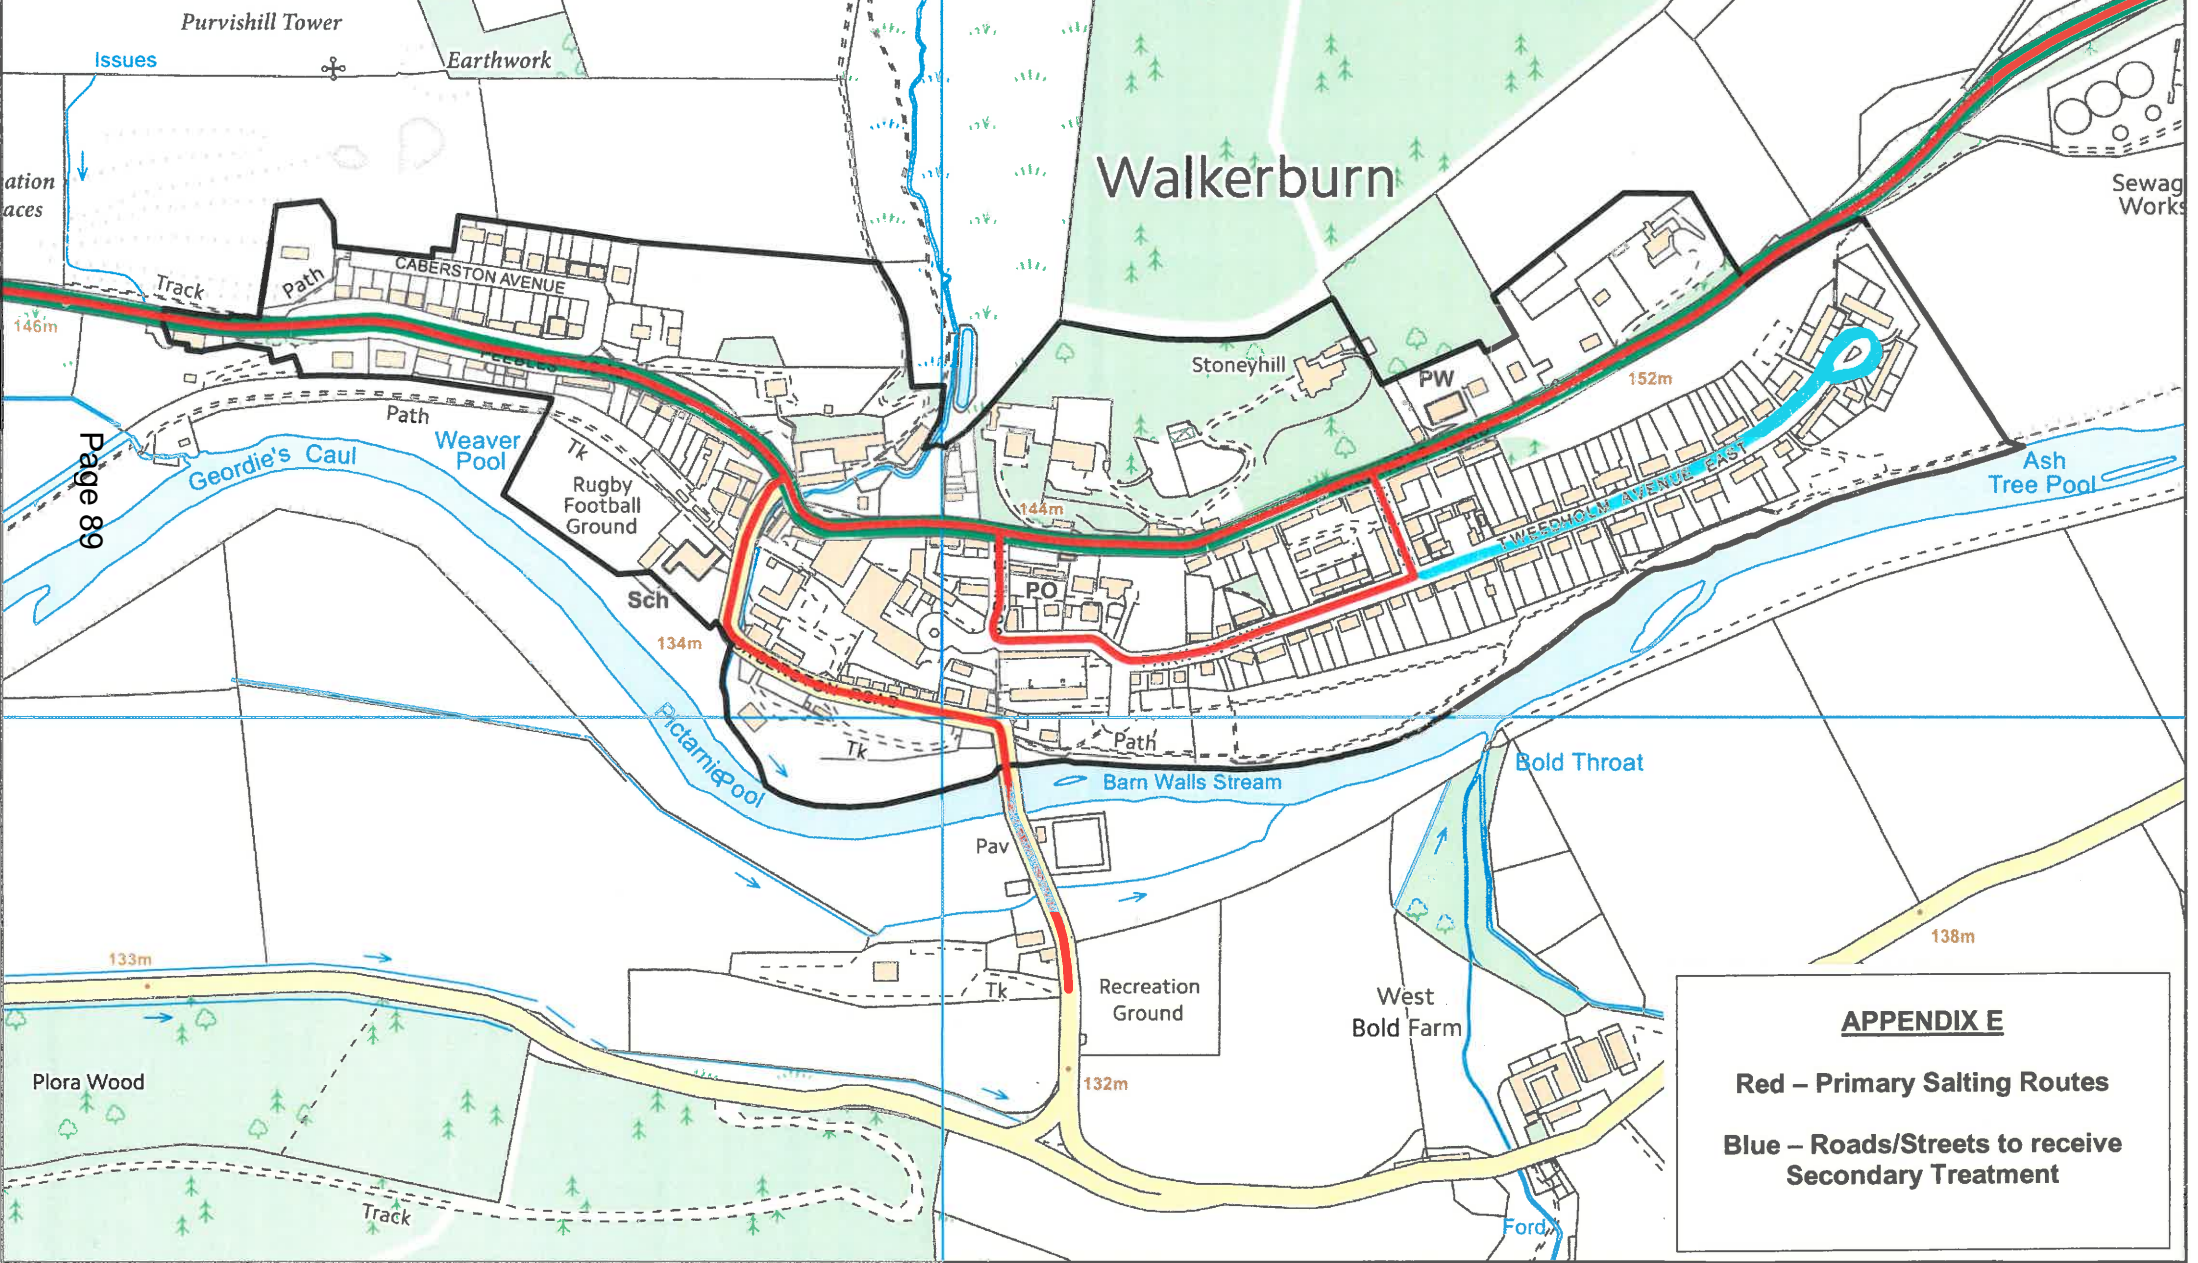 Purvishill Tower
Issues
Earthwork
ation
aces
Walkerburn
Sewag
Works
CABERSTON AVENUE
Track
Path
146m
Stoneyhill
PW
152m
Path
Weaver
Pool
Tk
Geordie's Caul
Rugby
Football
Ground
Page 89
144m
TWEEDHOLM AVENUE EAST
Ash
Tree Pool
Sch
PO
134m
ROAD
Pictarnie Pool
Tk
Path
Barn Walls Stream
Bold Throat
Pav
133m
138m
Tk
Recreation
Ground
West
Bold Farm
132m
Plora Wood
Track
Ford
APPENDIX E
Red – Primary Salting Routes
Blue – Roads/Streets to receive
Secondary Treatment